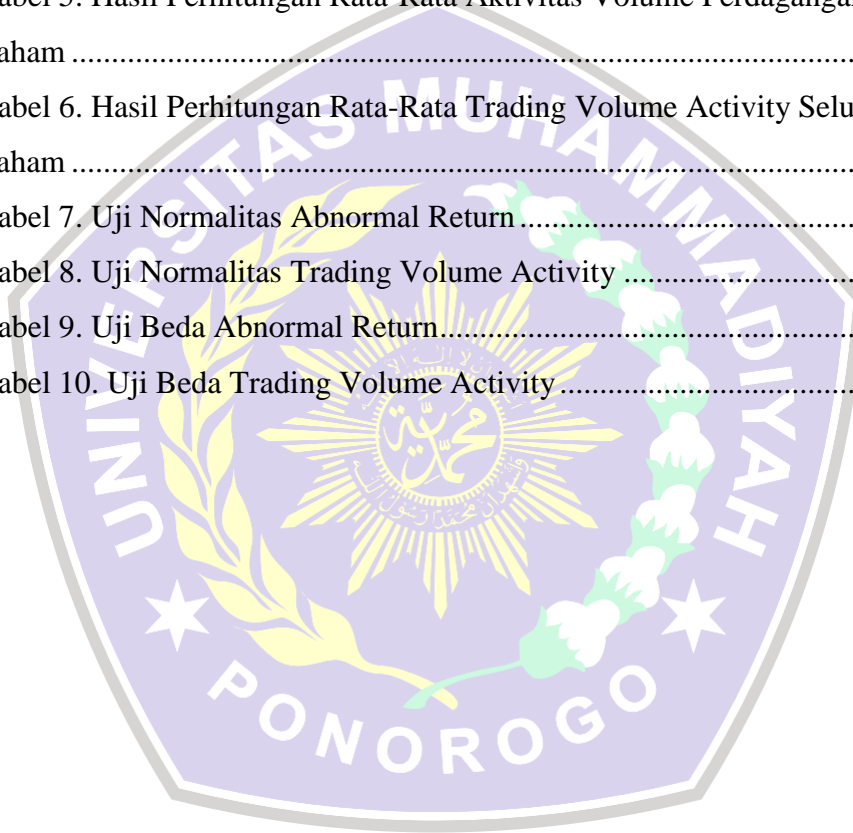 abel 5. Hasil Perhitungan Rata-Rata Aktivitas Volume Perdagangan
aham ................................................................................................
abel 6. Hasil Perhitungan Rata-Rata Trading Volume Activity Selu
aham ................................................................................................
abel 7. Uji Normalitas Abnormal Return .........................................
abel 8. Uji Normalitas Trading Volume Activity ............................
abel 9. Uji Beda Abnormal Return....................................................
abel 10. Uji Beda Trading Volume Activity ....................................
UNIVERSITAS MUHAMMADIYAH
PONOROGO
محمدية